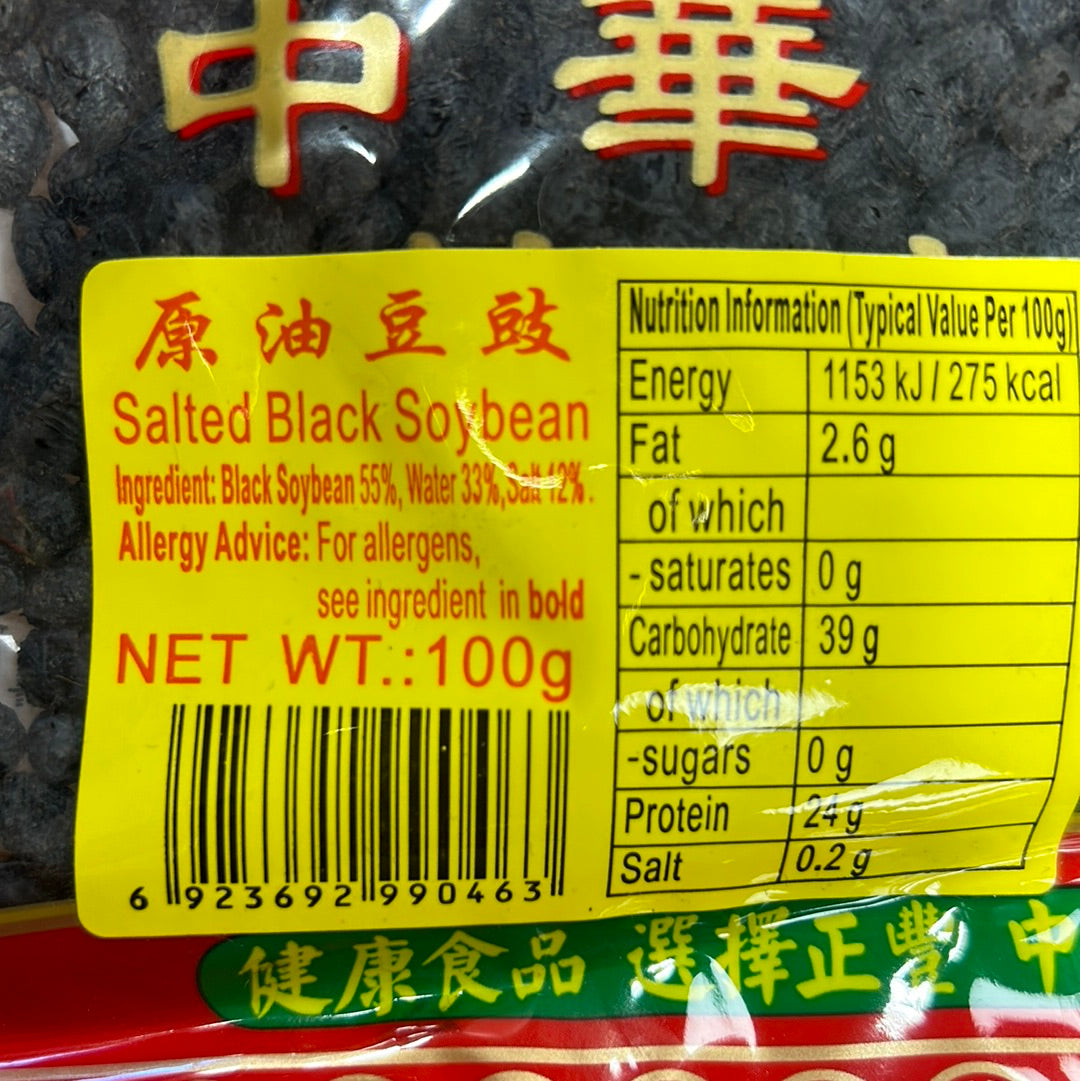 中華
原油豆豉
Salted Black Soybean
Ingredient: Black Soybean 55%, Water 33%, Salt 12%.
Allergy Advice: For allergens,
see ingredient in bold
NET WT.:100g
6 923692 990463
Nutrition Information (Typical Value Per 100g)
Energy 1153 kJ / 275 kcal
Fat 2.6 g
of which
- saturates 0 g
Carbohydrate 39 g
of which
-sugars 0 g
Protein 24 g
Salt 0.2 g
健康食品 選擇正豐 中